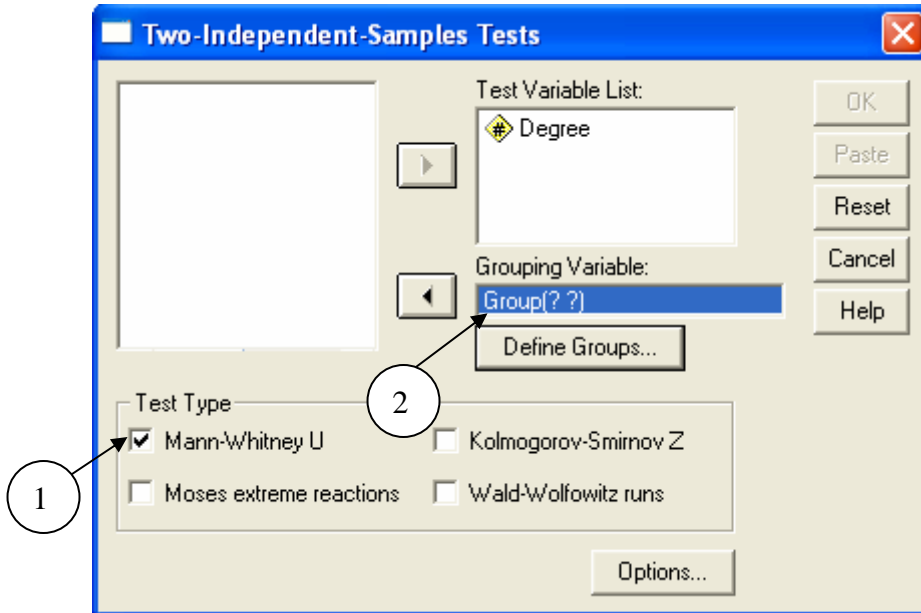 Two-Independent-Samples Tests
Test Variable List:
# Degree
OK
Paste
Reset
Cancel
Help
Grouping Variable:
Group(? ?)
Define Groups...
2
Test Type
Mann-Whitney U
Kolmogorov-Smirnov Z
1
Moses extreme reactions
Wald-Wolfowitz runs
Options...